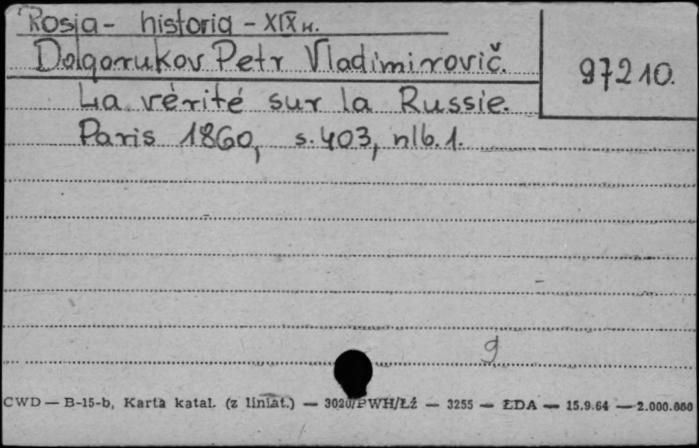 Rosja - historia - XIX w.
Dolgorukov Petr Vladimirovič.
97210.
La vérité sur la Russie.
Paris 1860, s. 403, nlb. 1.
9
CWD — B-15-b, Karta katal. (z liniat.) — 3020/PWH/Łź — 3255 — ŁDA — 15.9.64 — 2.000.000